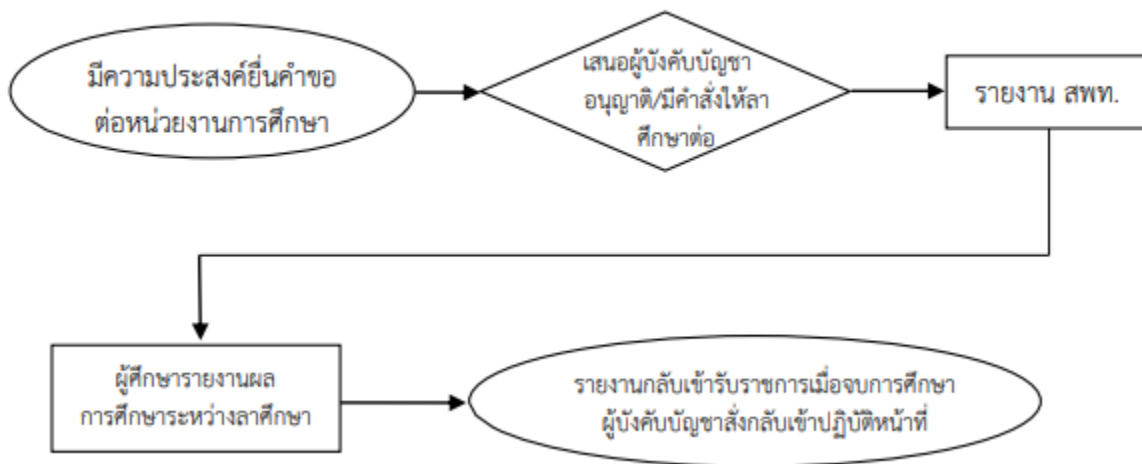 มีความประสงค์ยื่นคำขอ
ต่อหน่วยงานการศึกษา
เสนอผู้บังคับบัญชา
อนุญาติ/มีคำสั่งให้ลา
ศึกษาต่อ
รายงาน สพท.
ผู้ศึกษารายงานผล
การศึกษาระหว่างลาศึกษา
รายงานกลับเข้ารับราชการเมื่อจบการศึกษา
ผู้บังคับบัญชาสั่งกลับเข้าปฏิบัติหน้าที่